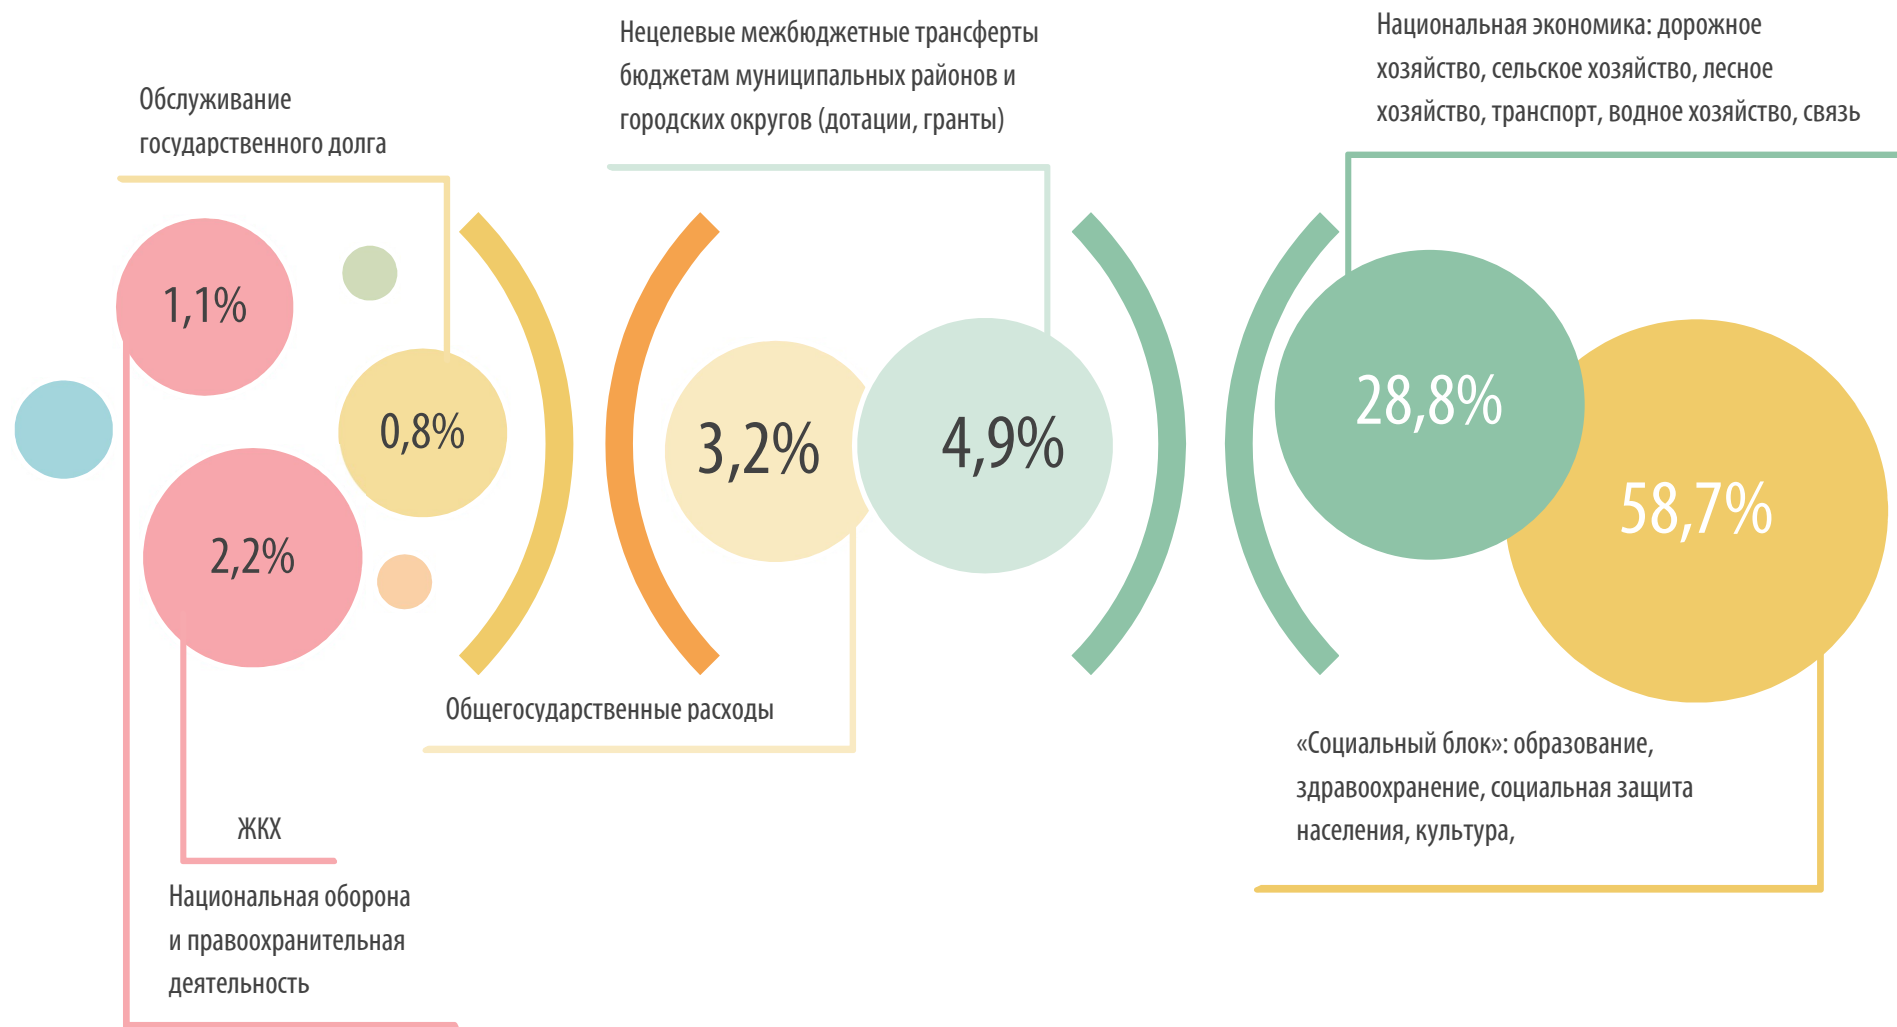 Обслуживание
государственного долга
1,1%
0,8%
2,2%
ЖКХ
Национальная оборона
и правоохранительная
деятельность
Нецелевые межбюджетные трансферты
бюджетам муниципальных районов и
городских округов (дотации, гранты)
3,2%
4,9%
Общегосударственные расходы
Национальная экономика: дорожное
хозяйство, сельское хозяйство, лесное
хозяйство, транспорт, водное хозяйство, связь
28,8%
58,7%
«Социальный блок»: образование,
здравоохранение, социальная защита
населения, культура,